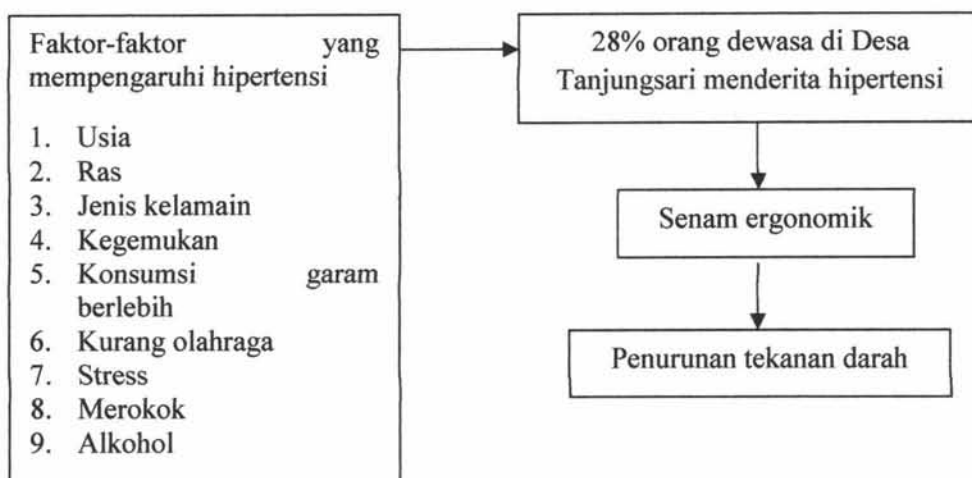 Faktor-faktor yang
mempengaruhi hipertensi
1. Usia
2. Ras
3. Jenis kelamain
4. Kegemukan
5. Konsumsi garam
berlebih
6. Kurang olahraga
7. Stress
8. Merokok
9. Alkohol
28% orang dewasa di Desa
Tanjungsari menderita hipertensi
Senam ergonomik
Penurunan tekanan darah